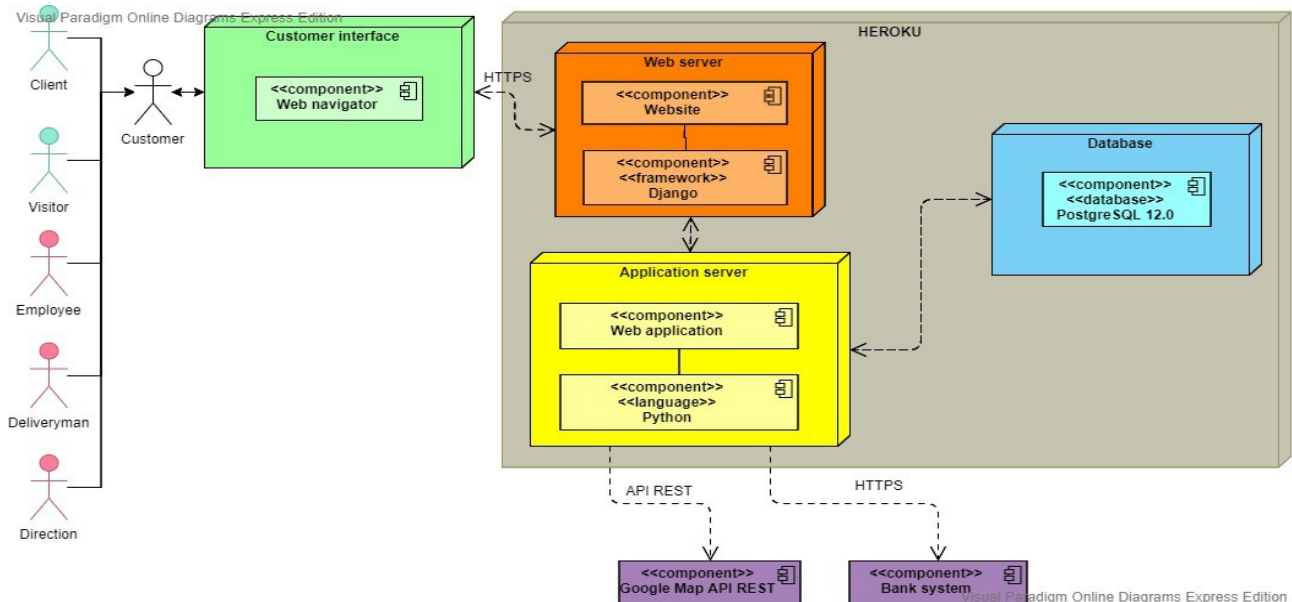 Visual Paradigm Online Diagrams Express Edition
Client
Visitor
Employee
Deliveryman
Direction
Customer
Customer interface
<<component>>
Web navigator
HTTPS
HEROKU
Web server
<<component>>
Website
<<component>>
<<framework>>
Django
Application server
<<component>>
Web application
<<component>>
<<language>>
Python
Database
<<component>>
<<database>>
PostgreSQL 12.0
API REST
HTTPS
<<component>>
Google Map API REST
<<component>>
Bank system
Visual Paradigm Online Diagrams Express Edition